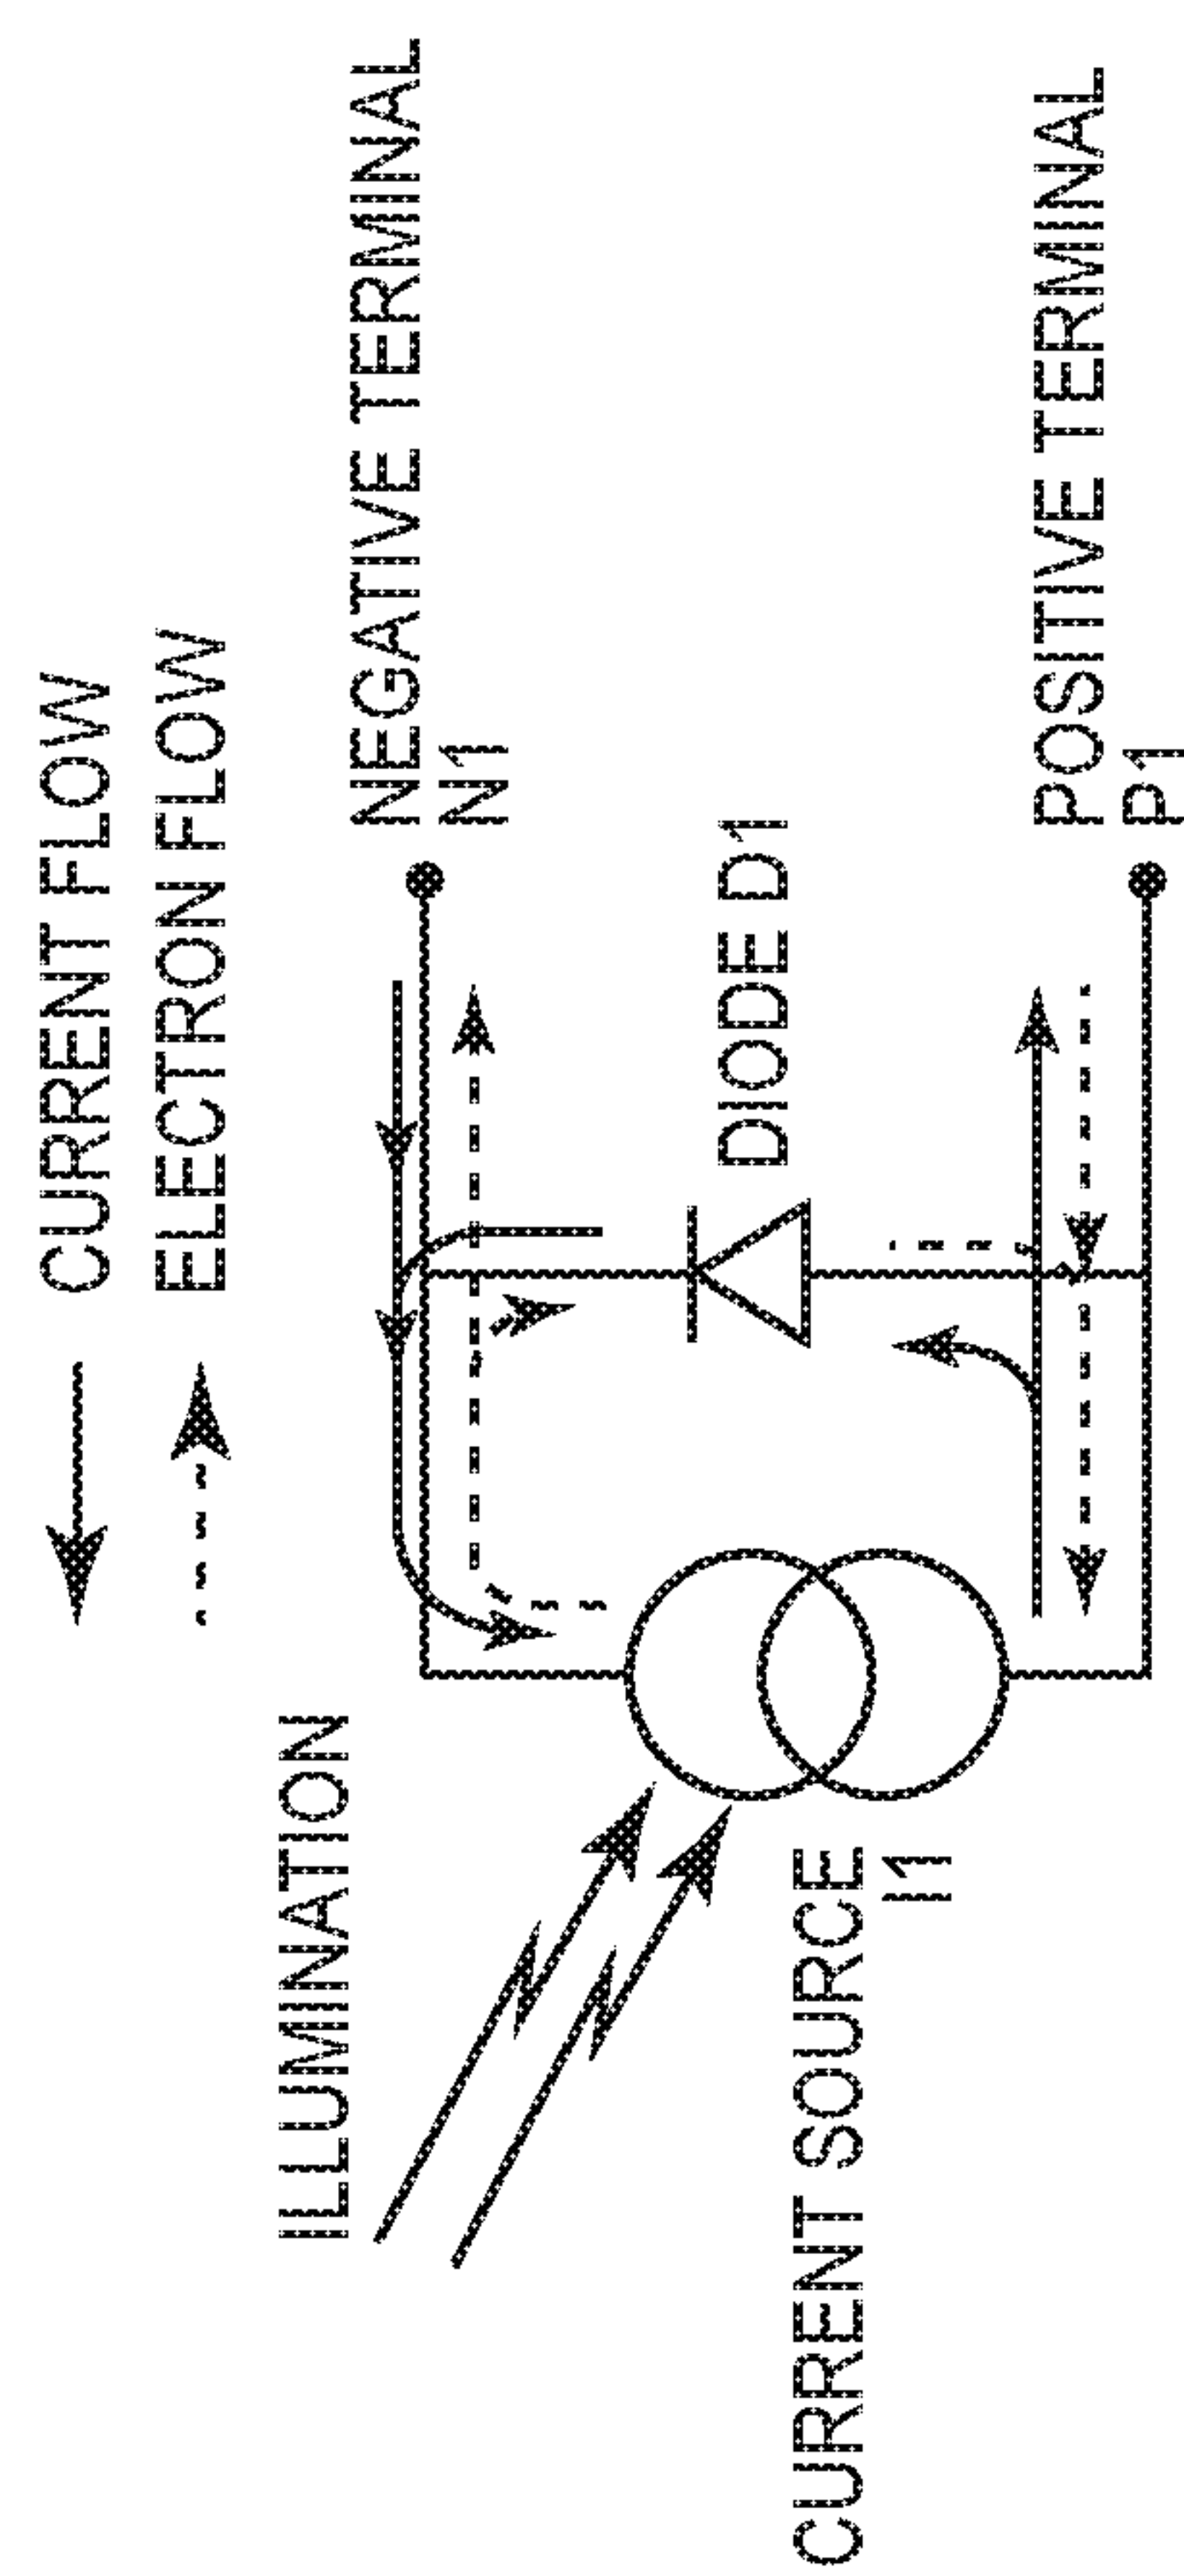 CURRENT FLOW
ELECTRON FLOW
ILLUMINATION
NEGATIVE TERMINAL
N1
DIODE D1
CURRENT SOURCE
I1
POSITIVE TERMINAL
P1